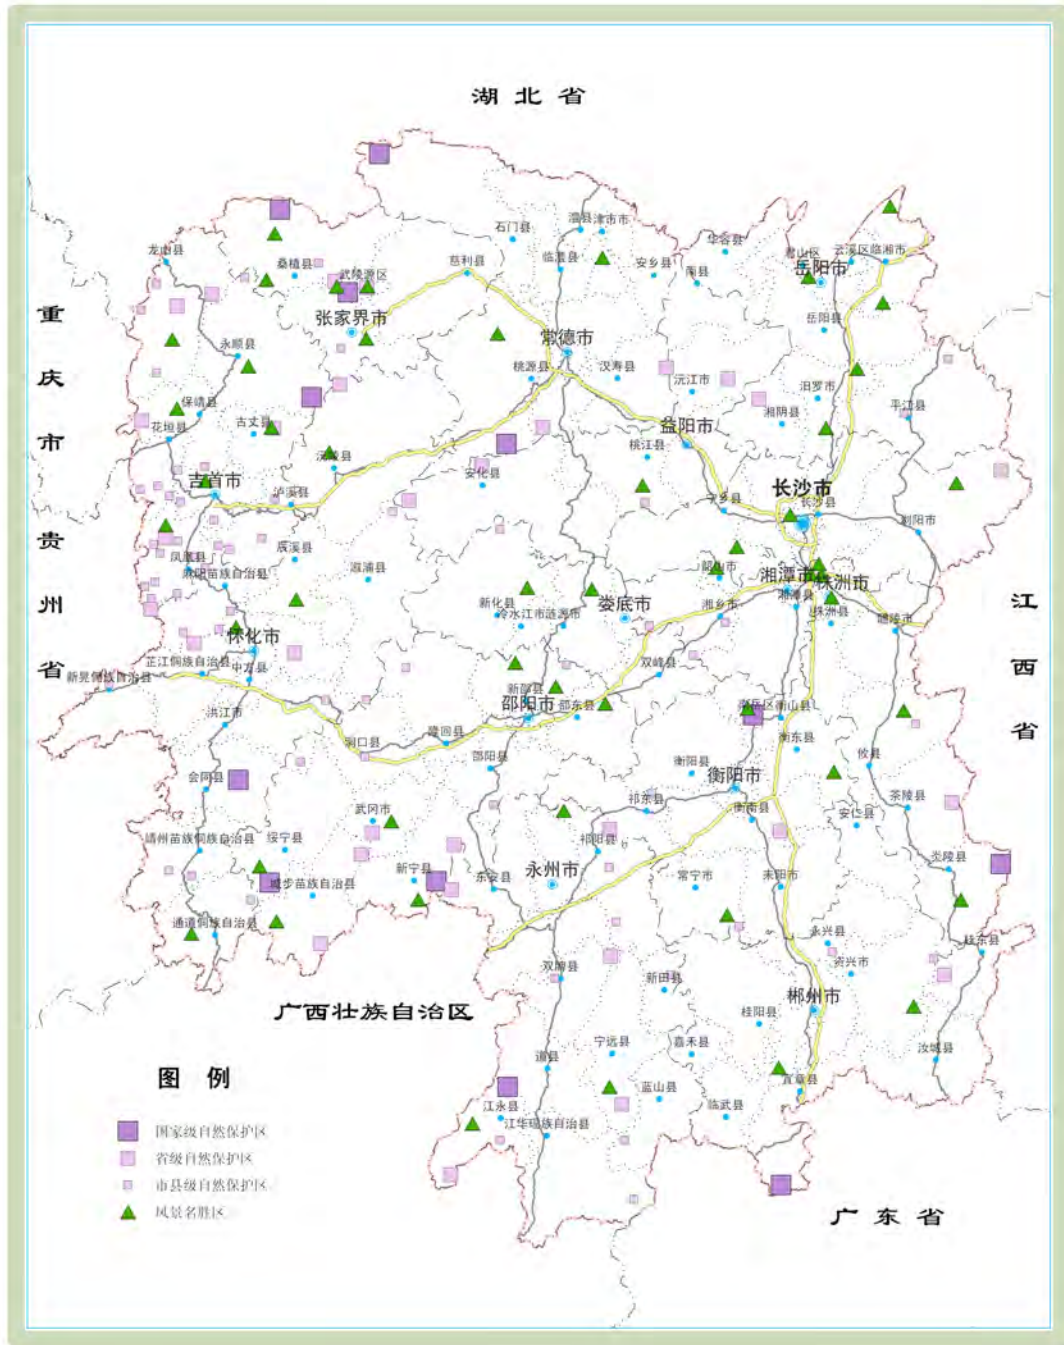 湖北省
重庆市
贵州省
江西省
广西壮族自治区
广东省
石门县
澧县
津市市
华容县
君山区
云溪区
临湘市
龙山县
桑植县
武陵源区
慈利县
临澧县
安乡县
南县
岳阳市
张家界市
岳阳县
永顺县
常德市
桃源县
汉寿县
沅江市
汨罗市
湘阴县
平江县
保靖县
花垣县
古丈县
沅陵县
益阳市
桃江县
安化县
吉首市
泸溪县
宁乡县
长沙市
长沙县
浏阳市
凤凰县
麻阳苗族自治县
辰溪县
溆浦县
韶山市
湘潭市
湘潭县
株洲市
株洲县
新化县
冷水江市
涟源市
娄底市
湘乡市
醴陵市
怀化市
芷江侗族自治县
中方县
新晃侗族自治县
双峰县
新邵县
邵阳市
邵东县
南岳区
衡山县
洪江市
洞口县
隆回县
衡东县
攸县
邵阳县
衡阳县
衡阳市
会同县
武冈市
祁东县
衡南县
安仁县
茶陵县
靖州苗族侗族自治县
绥宁县
祁阳县
炎陵县
城步苗族自治县
新宁县
东安县
永州市
常宁市
耒阳市
通道侗族自治县
永兴县
桂东县
双牌县
新田县
资兴市
桂阳县
郴州市
道县
宁远县
嘉禾县
汝城县
蓝山县
宜章县
江永县
江华瑶族自治县
临武县
图例
国家级自然保护区
省级自然保护区
市县级自然保护区
风景名胜区